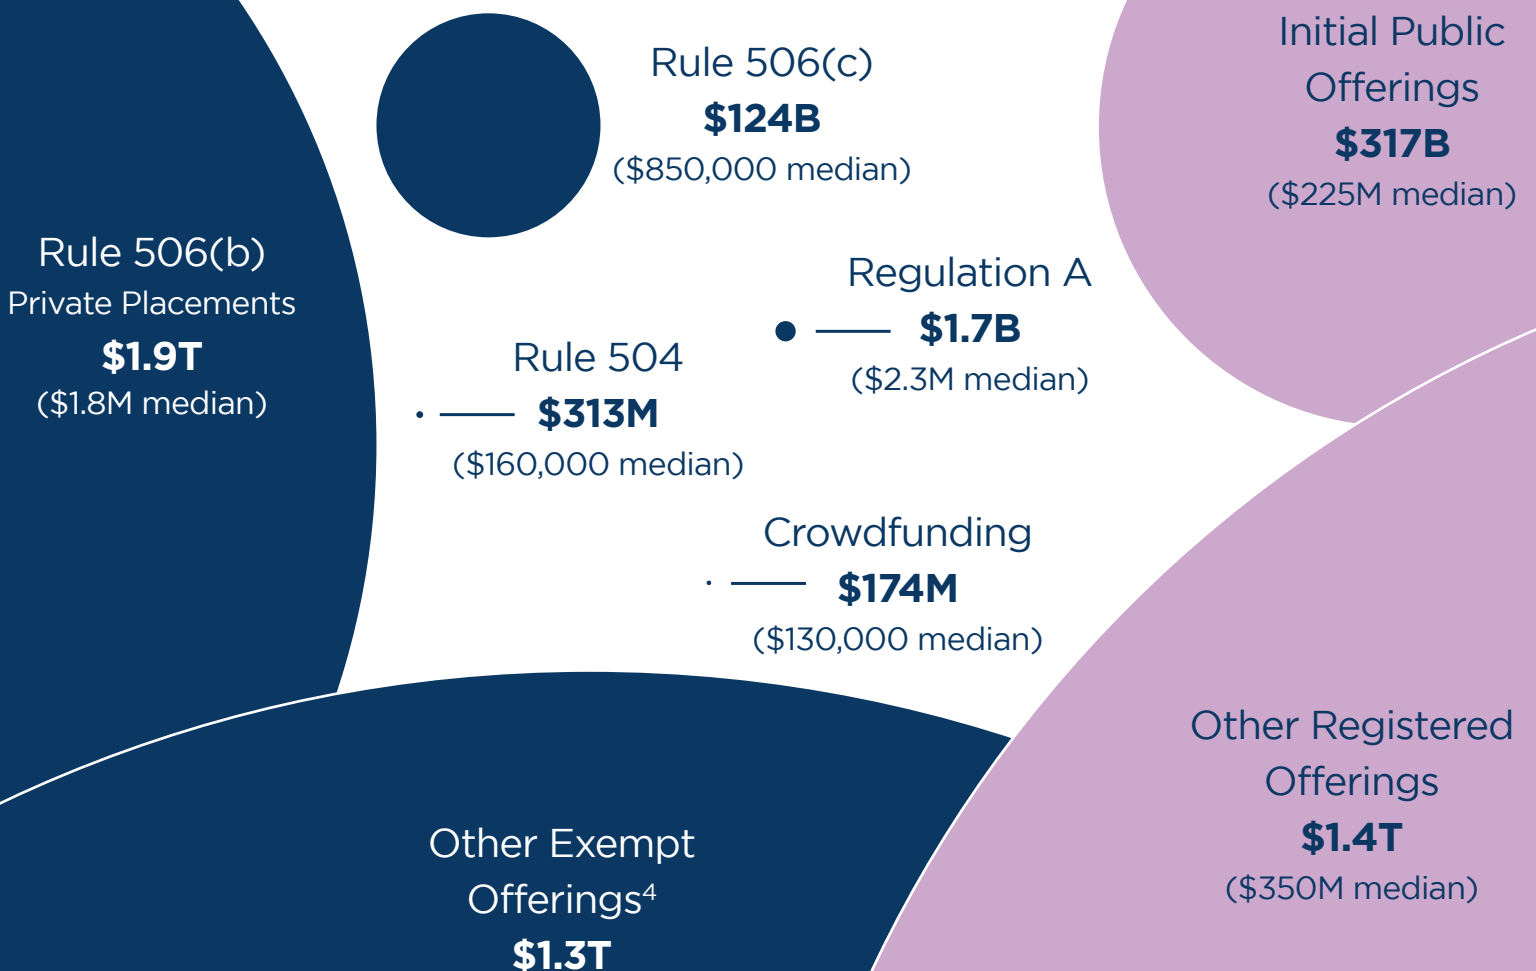 Rule 506(c)
$124B
($850,000 median)
Initial Public
Offerings
$317B
($225M median)
Rule 506(b)
Private Placements
$1.9T
($1.8M median)
Regulation A
$1.7B
($2.3M median)
Rule 504
$313M
($160,000 median)
Crowdfunding
$174M
($130,000 median)
Other Registered
Offerings
$1.4T
($350M median)
Other Exempt
Offerings⁴
$1.3T